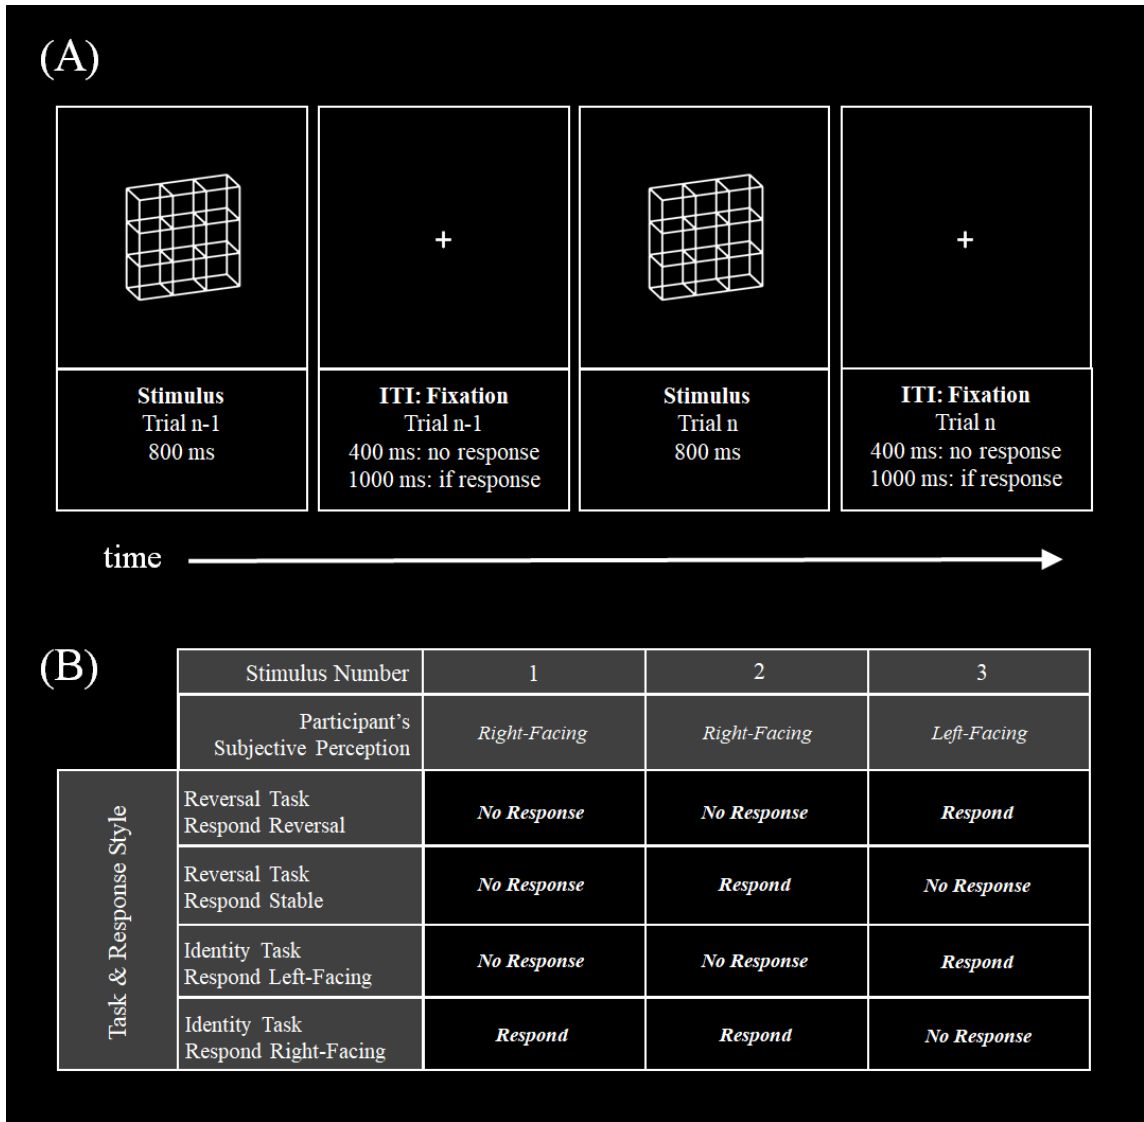 (A)
+
+
Stimulus
Trial n-1
800 ms
ITI: Fixation
Trial n-1
400 ms: no response
1000 ms: if response
Stimulus
Trial n
800 ms
ITI: Fixation
Trial n
400 ms: no response
1000 ms: if response
time
(B)
Stimulus Number
1
2
3
Participant's
Subjective Perception
Right-Facing
Right-Facing
Left-Facing
Task & Response Style
Reversal Task
Respond Reversal
No Response
No Response
Respond
Reversal Task
Respond Stable
No Response
Respond
No Response
Identity Task
Respond Left-Facing
No Response
No Response
Respond
Identity Task
Respond Right-Facing
Respond
Respond
No Response